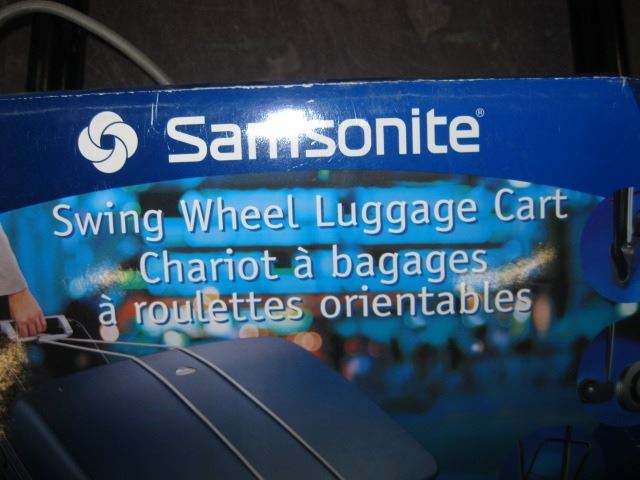 Samsonite®
Swing Wheel Luggage Cart
Chariot à bagages
à roulettes orientables